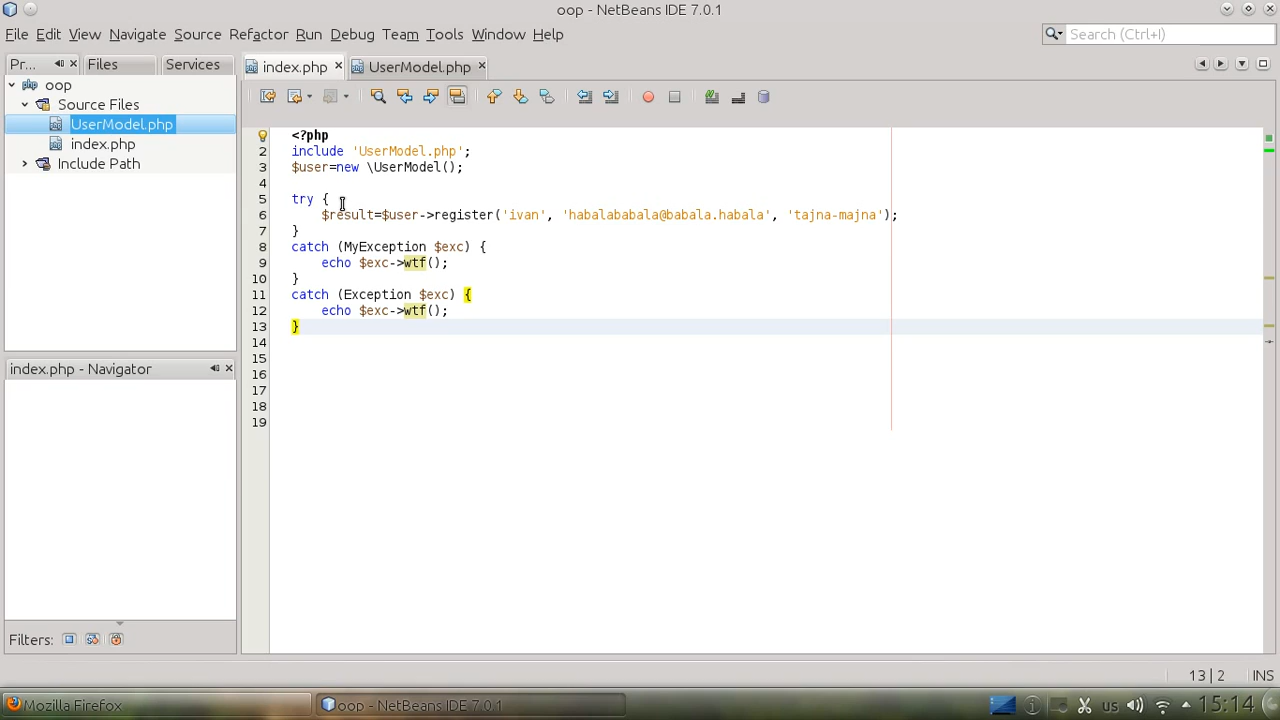 oop - NetBeans IDE 7.0.1
File Edit View Navigate Source Refactor Run Debug Team Tools Window Help
Search (Ctrl+I)
Pr... Files Services
index.php UserModel.php
oop
Source Files
UserModel.php
index.php
Include Path
index.php - Navigator
Filters:
1 <?php
2 include 'UserModel.php';
3 $user=new \UserModel();
4
5 try {
6 $result=$user->register('ivan', 'habalababala@babala.habala', 'tajna-majna');
7 }
8 catch (MyException $exc) {
9 echo $exc->wtf();
10 }
11 catch (Exception $exc) {
12 echo $exc->wtf();
13 }
14
15
16
17
18
19
13 | 2 INS
Mozilla Firefox
oop - NetBeans IDE 7.0.1
us 15:14